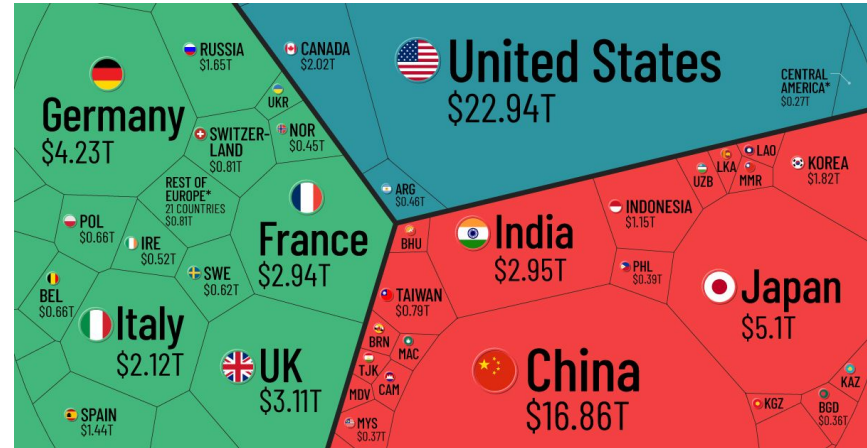 RUSSIA
$1.65T
Germany
$4.23T
UKR
SWITZER-
LAND
$0.81T
NOR
$0.45T
REST OF
EUROPE*
21 COUNTRIES
$0.81T
POL
$0.66T
IRE
$0.52T
France
$2.94T
SWE
$0.62T
BEL
$0.66T
Italy
$2.12T
UK
$3.11T
SPAIN
$1.44T
CANADA
$2.02T
United States
$22.94T
CENTRAL
AMERICA*
$0.27T
ARG
$0.46T
LAO
LKA
UZB
MMR
KOREA
$1.82T
INDONESIA
$1.15T
BHU
India
$2.95T
PHL
$0.39T
TAIWAN
$0.79T
Japan
$5.1T
BRN
MAC
TJK
CAM
MDV
China
$16.86T
KAZ
KGZ
BGD
$0.36T
MYS
$0.37T